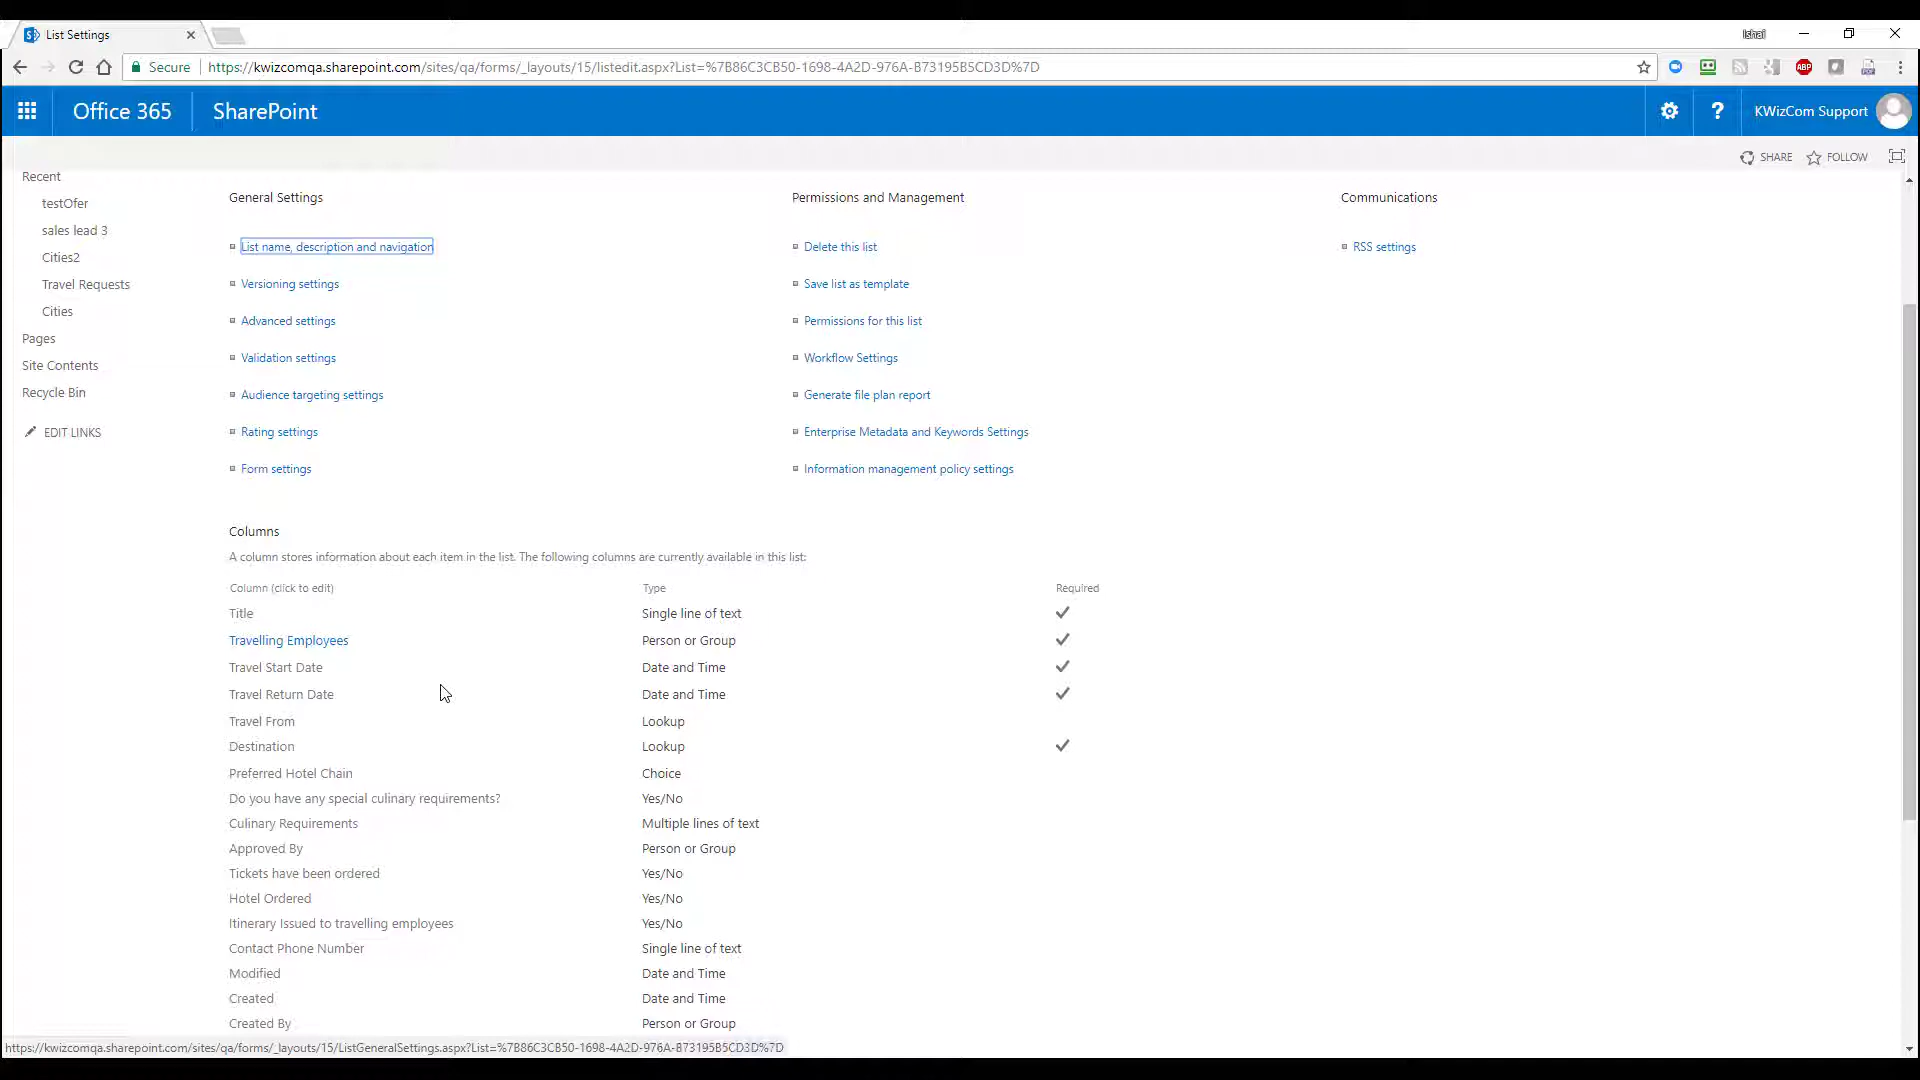 List Settings
Ishai
Secure https://kwizcomqa.sharepoint.com/sites/qa/forms/_layouts/15/listedit.aspx?List=%7B86C3CB50-1698-4A2D-976A-B73195B5CD3D%7D
ABP
Office 365 SharePoint ? KWizCom Support
SHARE FOLLOW
Recent
testOfer
sales lead 3
Cities2
Travel Requests
Cities
Pages
Site Contents
Recycle Bin
EDIT LINKS
General Settings Permissions and Management Communications
List name, description and navigation Delete this list RSS settings
Versioning settings Save list as template
Advanced settings Permissions for this list
Validation settings Workflow Settings
Audience targeting settings Generate file plan report
Rating settings Enterprise Metadata and Keywords Settings
Form settings Information management policy settings
Columns
A column stores information about each item in the list. The following columns are currently available in this list:
Column (click to edit) Type Required
Title Single line of text
Travelling Employees Person or Group
Travel Start Date Date and Time
Travel Return Date Date and Time
Travel From Lookup
Destination Lookup
Preferred Hotel Chain Choice
Do you have any special culinary requirements? Yes/No
Culinary Requirements Multiple lines of text
Approved By Person or Group
Tickets have been ordered Yes/No
Hotel Ordered Yes/No
Itinerary Issued to travelling employees Yes/No
Contact Phone Number Single line of text
Modified Date and Time
Created Date and Time
Created By Person or Group
https://kwizcomqa.sharepoint.com/sites/qa/forms/_layouts/15/ListGeneralSettings.aspx?List=%7B86C3CB50-1698-4A2D-976A-B73195B5CD3D%7D